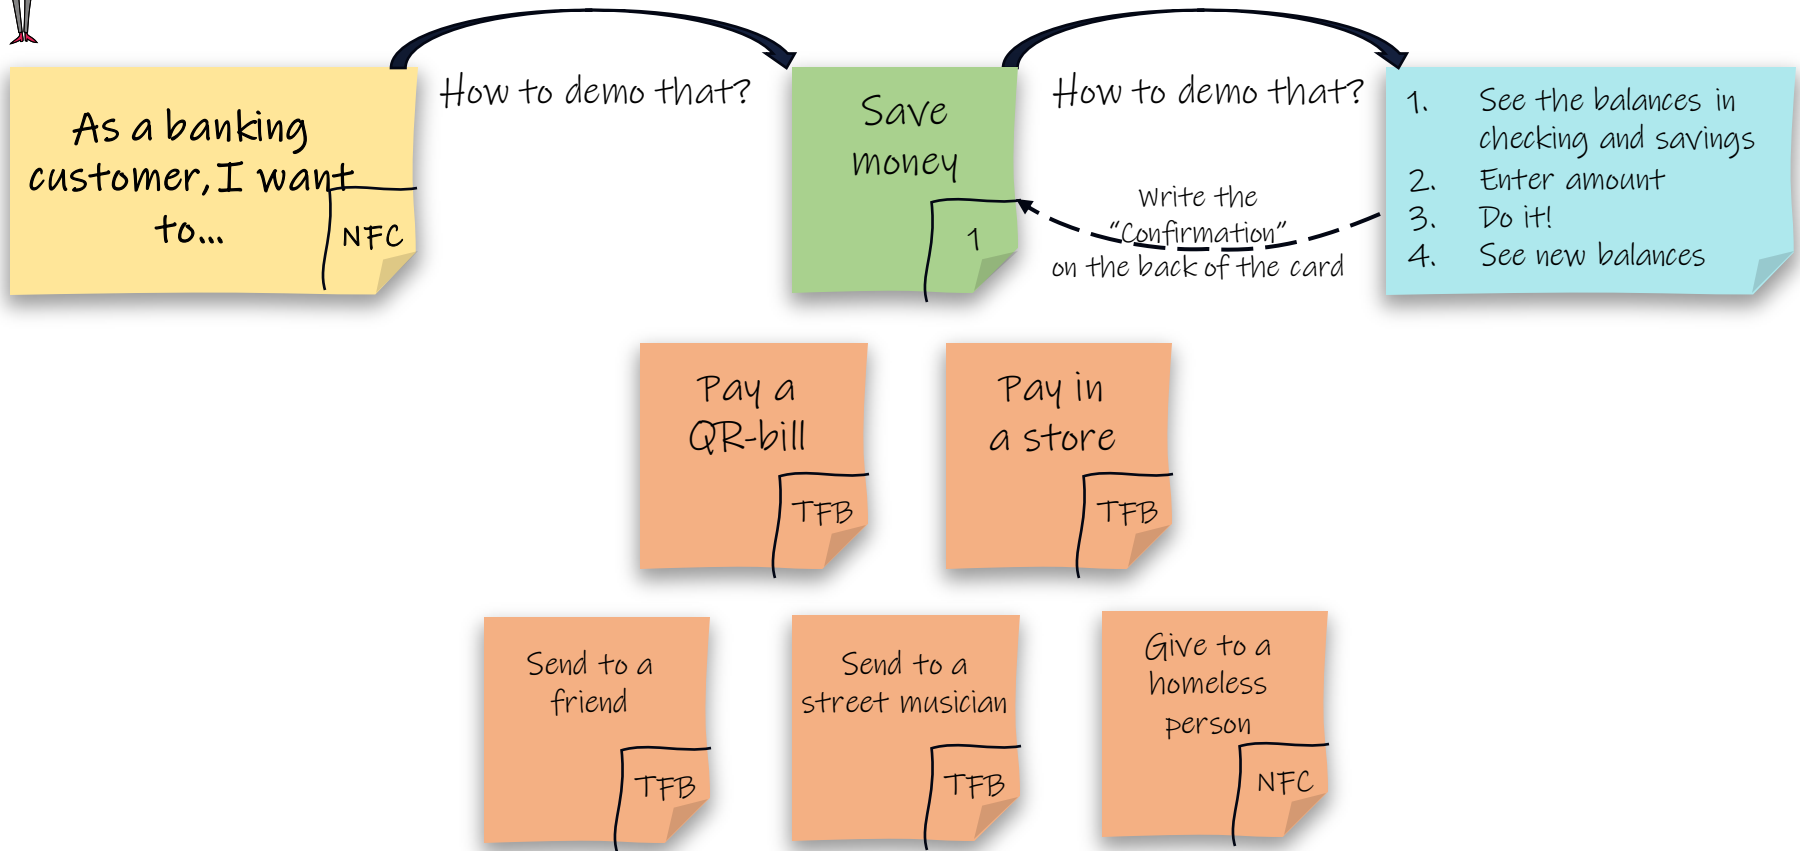 As a banking
customer, I want
to...
NFC
How to demo that?
Save
money
1
How to demo that?
Write the
“Confirmation”
on the back of the card
1. See the balances in
checking and savings
2. Enter amount
3. Do it!
4. See new balances
Pay a
QR-bill
TFB
Pay in
a store
TFB
Send to a
friend
TFB
Send to a
street musician
TFB
Give to a
homeless
person
NFC